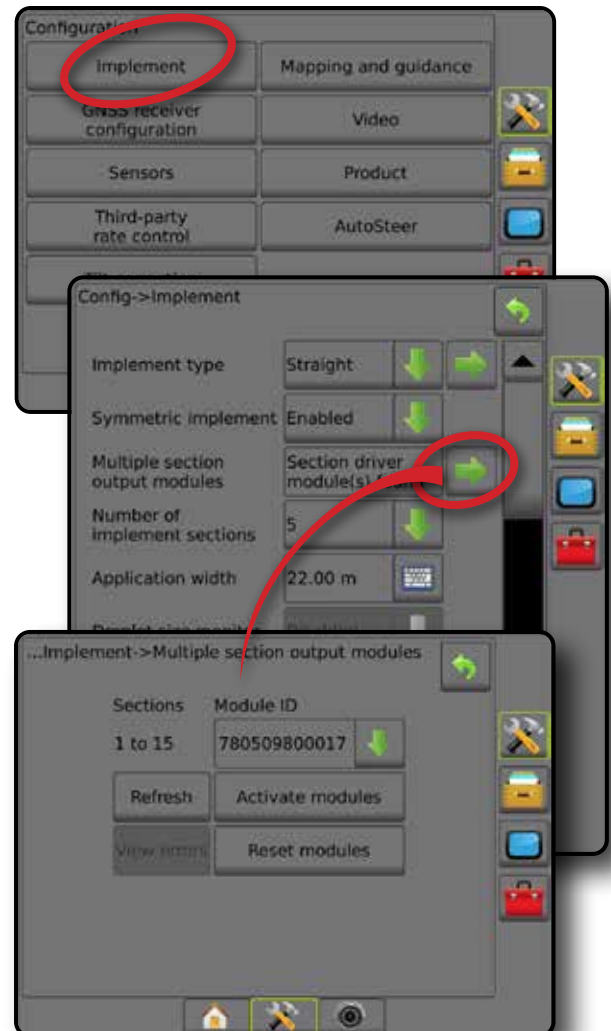 Configuration
Implement
Mapping and guidance
GNSS receiver
configuration
Video
Sensors
Product
Third-party
rate control
AutoSteer
Config->Implement
Implement type
Straight
Symmetric implement
Enabled
Multiple section
output modules
Section driver
module(s)
Number of
implement sections
5
Application width
22.00 m
...Implement->Multiple section output modules
Sections
Module ID
1 to 15
780509800017
Refresh
Activate modules
View errors
Reset modules